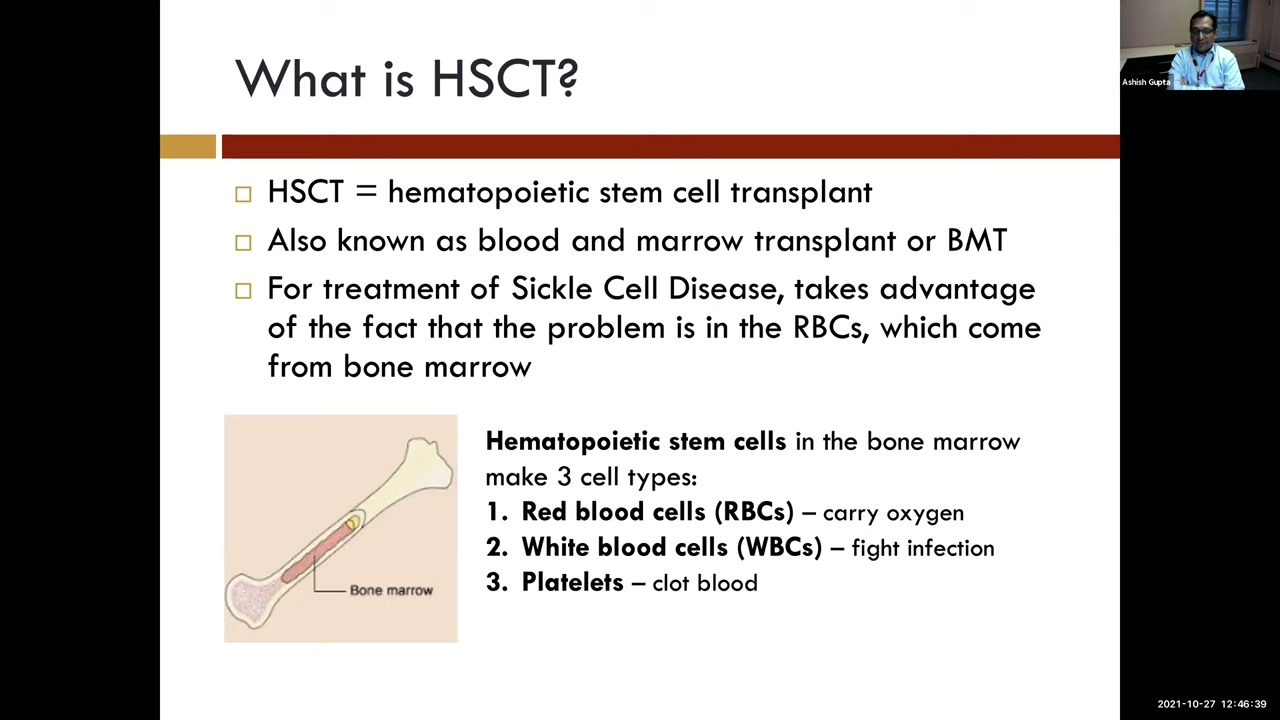 What is HSCT?
HSCT = hematopoietic stem cell transplant
Also known as blood and marrow transplant or BMT
For treatment of Sickle Cell Disease, takes advantage
of the fact that the problem is in the RBCs, which come
from bone marrow
Bone marrow
Hematopoietic stem cells in the bone marrow
make 3 cell types:
1. Red blood cells (RBCs) – carry oxygen
2. White blood cells (WBCs) – fight infection
3. Platelets – clot blood
Ashish Gupta
2021-10-27 12:46:39